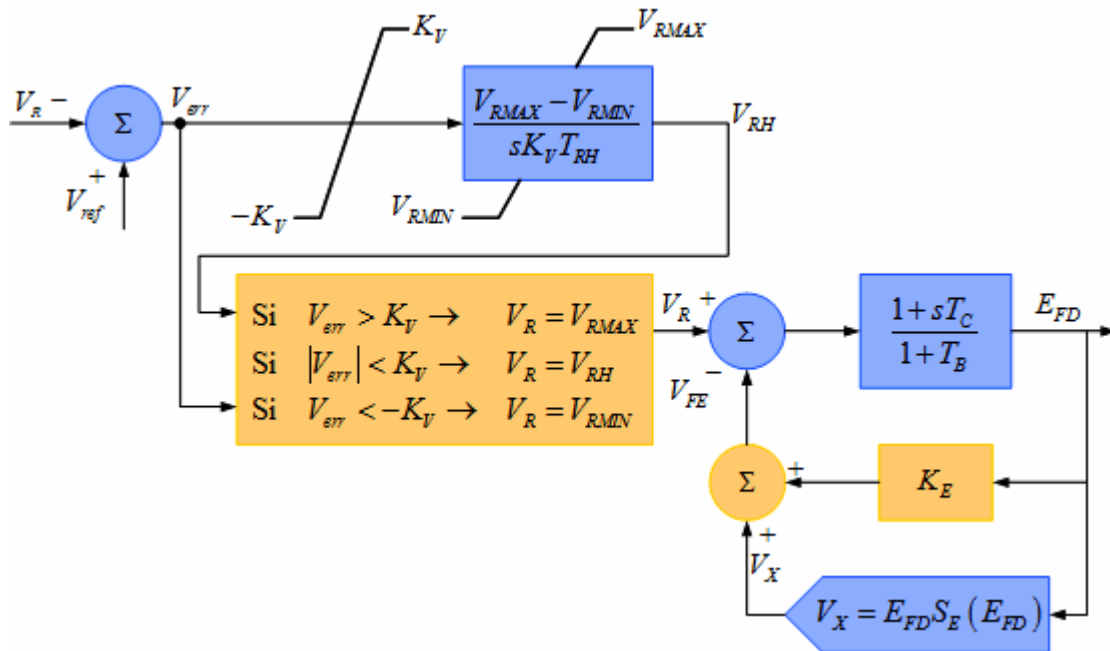 K_V
V_RMAX
V_R −
Σ
V_err
V_RMAX − V_RMIN
sK_V T_RH
V_RH
+
V_ref
−K_V
V_RMIN
Si V_err > K_V → V_R = V_RMAX
Si |V_err| < K_V → V_R = V_RH
Si V_err < −K_V → V_R = V_RMIN
V_R +
Σ
1 + sT_C
1 + T_B
E_FD
V_FE −
Σ
+
K_E
+
V_X
V_X = E_FD S_E (E_FD)